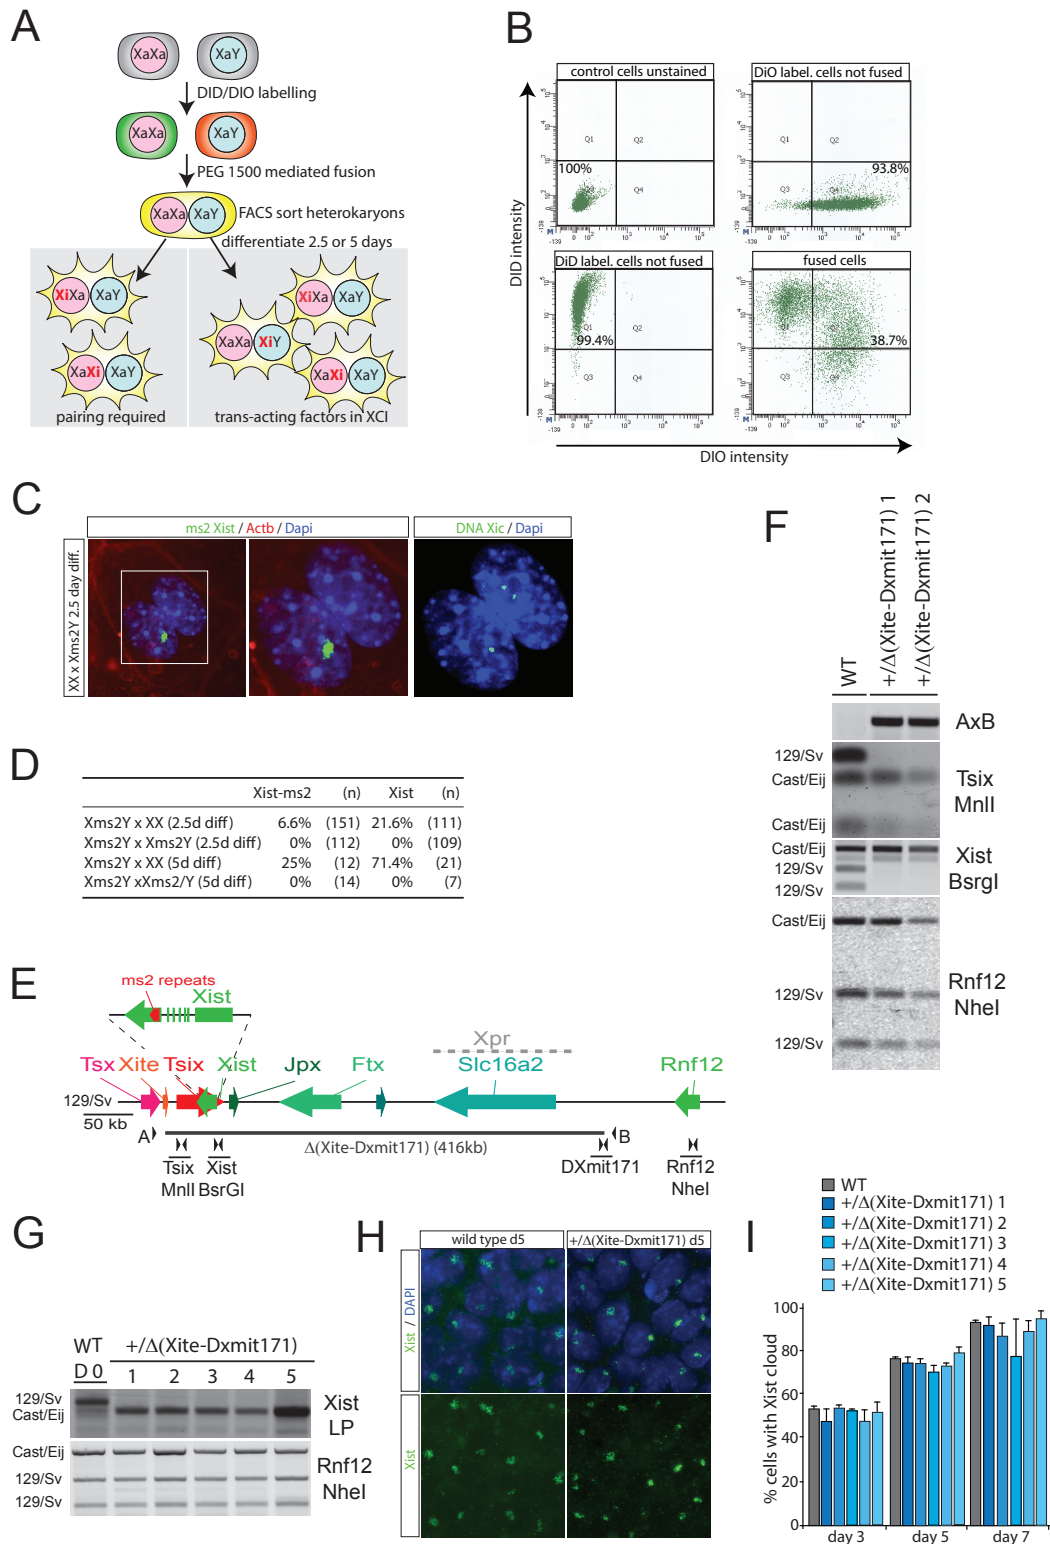 A
XaXa
XaY
DID/DIO labelling
XaXa
XaY
PEG 1500 mediated fusion
XaXa
XaY
FACS sort heterokaryons
differentiate 2.5 or 5 days
XiXa
XaY
XaXi
XaY
XiXa
XaY
XaXa
XiY
XaXi
XaY
pairing required
trans-acting factors in XCI
B
control cells unstained
DiO label. cells not fused
100%
93.8%
Q1
Q2
Q3
Q4
DiD label. cells not fused
fused cells
99.4%
38.7%
DID intensity
DIO intensity
C
ms2 Xist / Actb / Dapi
DNA Xic / Dapi
XX x Xms2Y 2.5 day diff.
D
Xist-ms2 (n) Xist (n)
Xms2Y x XX (2.5d diff) 6.6% (151) 21.6% (111)
Xms2Y x Xms2Y (2.5d diff) 0% (112) 0% (109)
Xms2Y x XX (5d diff) 25% (12) 71.4% (21)
Xms2Y xXms2/Y (5d diff) 0% (14) 0% (7)
E
ms2 repeats
Xist
Xpr
Tsx Xite Tsix Xist Jpx Ftx Slc16a2 Rnf12
129/Sv
50 kb
A
B
Δ(Xite-Dxmit171) (416kb)
Tsix
MnlI
Xist
BsrGI
DXmit171
Rnf12
NheI
F
WT
+/Δ(Xite-Dxmit171) 1
+/Δ(Xite-Dxmit171) 2
AxB
129/Sv
Cast/Eij
Cast/Eij
Tsix
MnlI
Cast/Eij
129/Sv
129/Sv
Xist
BsrgI
Cast/Eij
129/Sv
129/Sv
Rnf12
NheI
G
WT
D 0
+/Δ(Xite-Dxmit171)
1 2 3 4 5
129/Sv
Cast/Eij
Xist
LP
Cast/Eij
129/Sv
129/Sv
Rnf12
NheI
H
wild type d5
+/Δ(Xite-Dxmit171) d5
Xist / DAPI
Xist
I
WT
+/Δ(Xite-Dxmit171) 1
+/Δ(Xite-Dxmit171) 2
+/Δ(Xite-Dxmit171) 3
+/Δ(Xite-Dxmit171) 4
+/Δ(Xite-Dxmit171) 5
% cells with Xist cloud
100
80
60
40
20
0
day 3
day 5
day 7